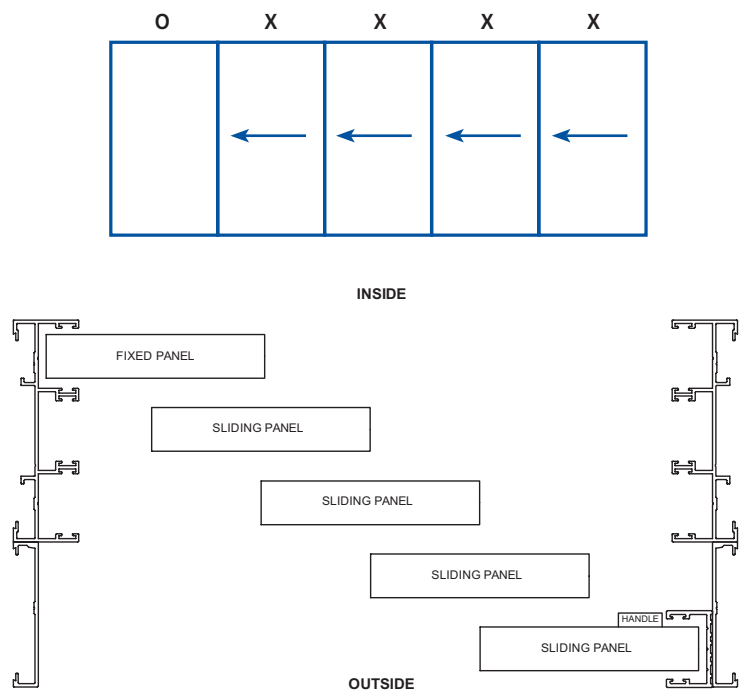 O X X X X
INSIDE
FIXED PANEL
SLIDING PANEL
SLIDING PANEL
SLIDING PANEL
HANDLE
SLIDING PANEL
OUTSIDE